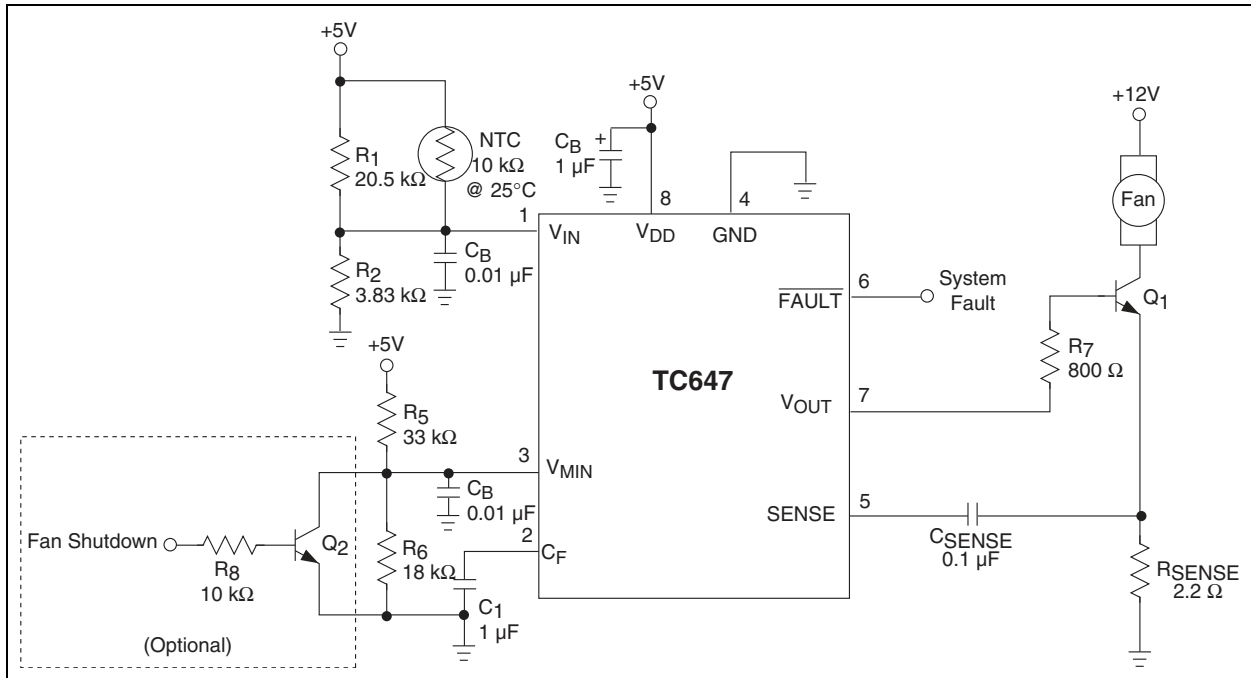 +5V
R1
20.5 kΩ
NTC
10 kΩ
@ 25°C
R2
3.83 kΩ
CB
0.01 µF
+5V
CB
+
1 µF
1
8
4
VIN
VDD
GND
FAULT
6
System
Fault
+12V
Fan
Q1
R7
800 Ω
TC647
VOUT
7
+5V
R5
33 kΩ
3
VMIN
CB
0.01 µF
SENSE
5
CSENSE
0.1 µF
RSENSE
2.2 Ω
Fan Shutdown
R8
10 kΩ
Q2
R6
18 kΩ
2
CF
C1
1 µF
(Optional)